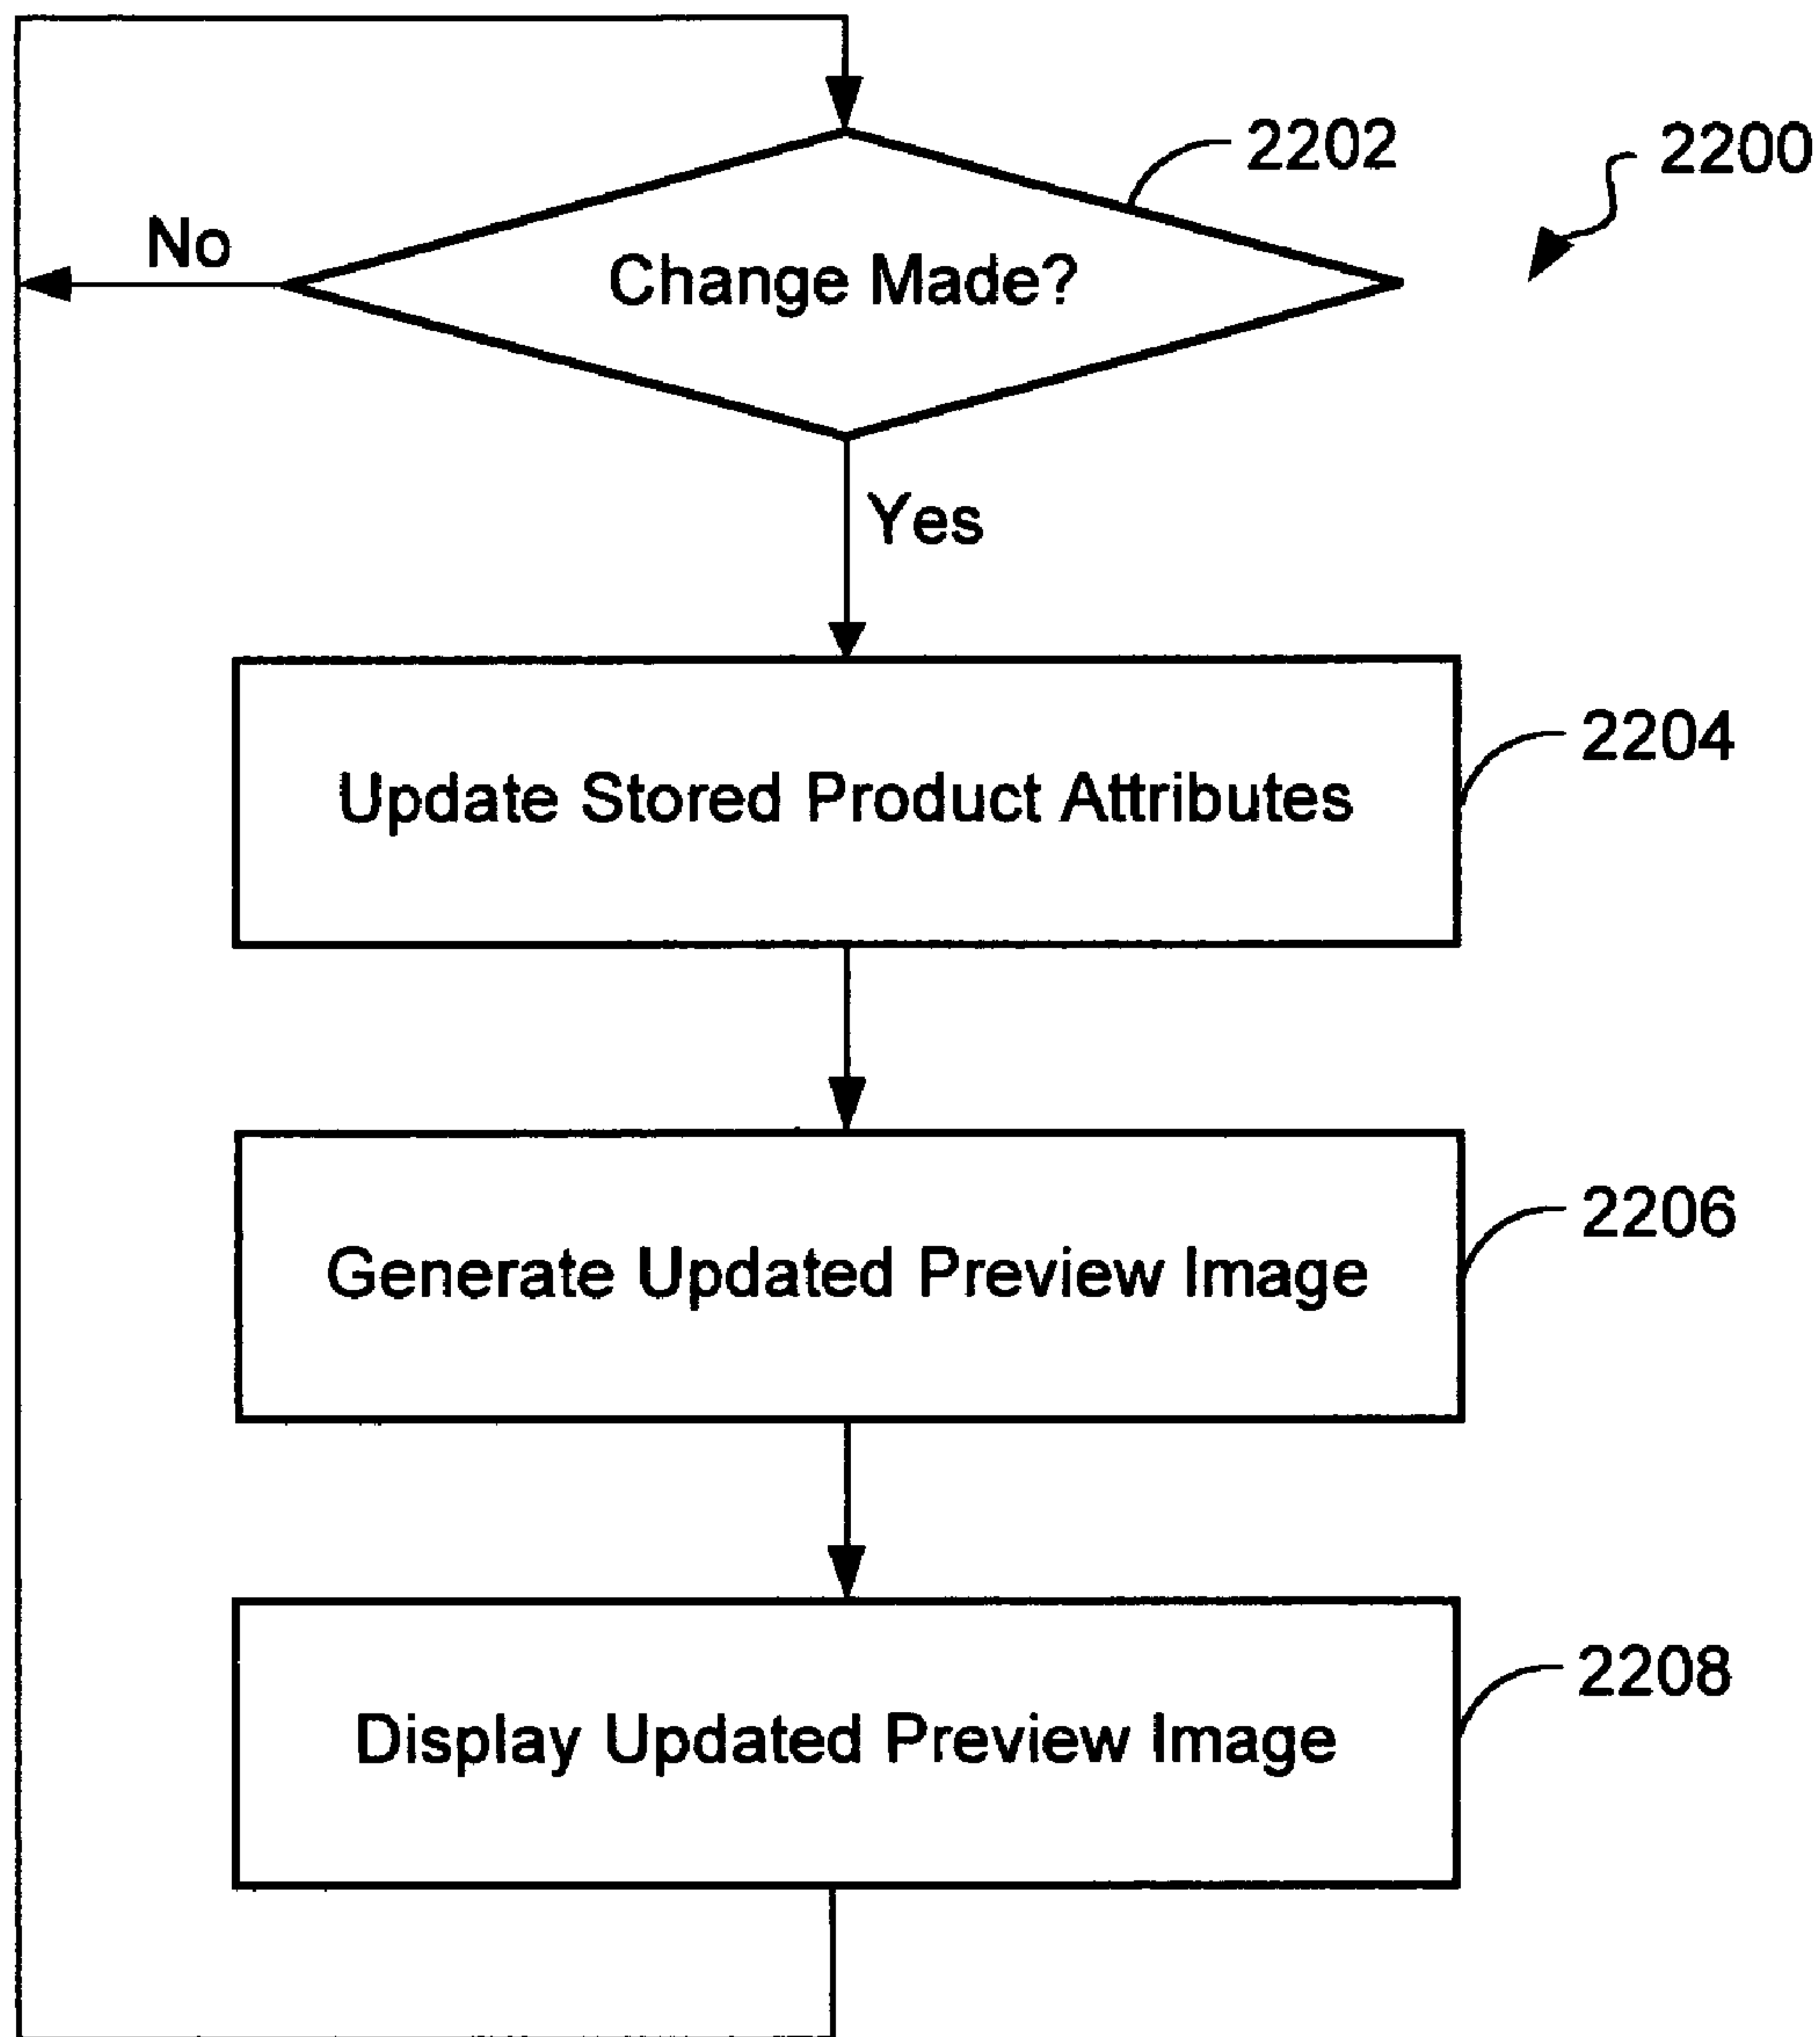 2202
2200
No
Change Made?
Yes
2204
Update Stored Product Attributes
2206
Generate Updated Preview Image
2208
Display Updated Preview Image